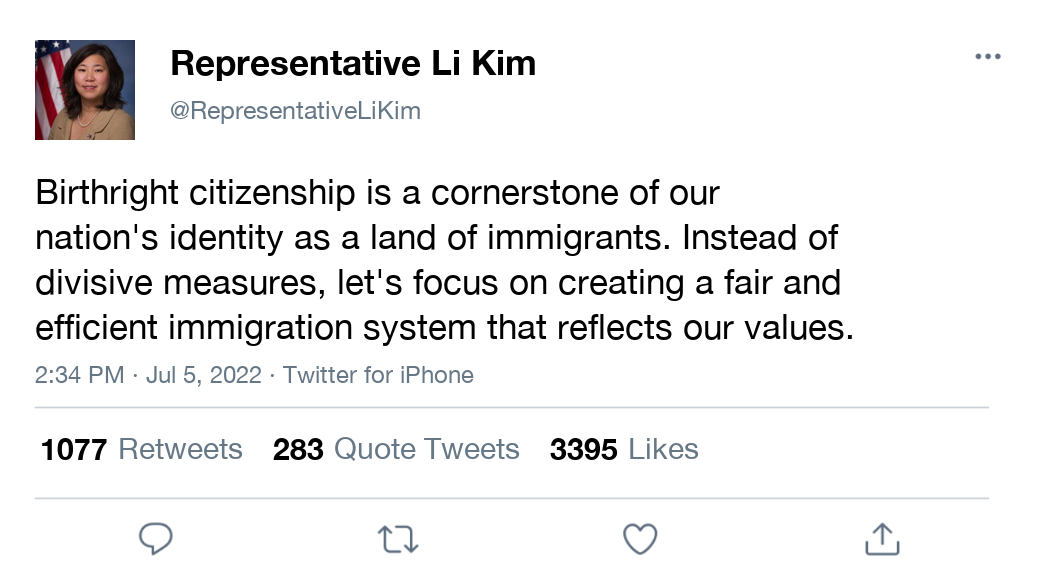 Representative Li Kim
@RepresentativeLiKim
Birthright citizenship is a cornerstone of our
nation's identity as a land of immigrants. Instead of
divisive measures, let's focus on creating a fair and
efficient immigration system that reflects our values.
2:34 PM · Jul 5, 2022 · Twitter for iPhone
1077 Retweets 283 Quote Tweets 3395 Likes